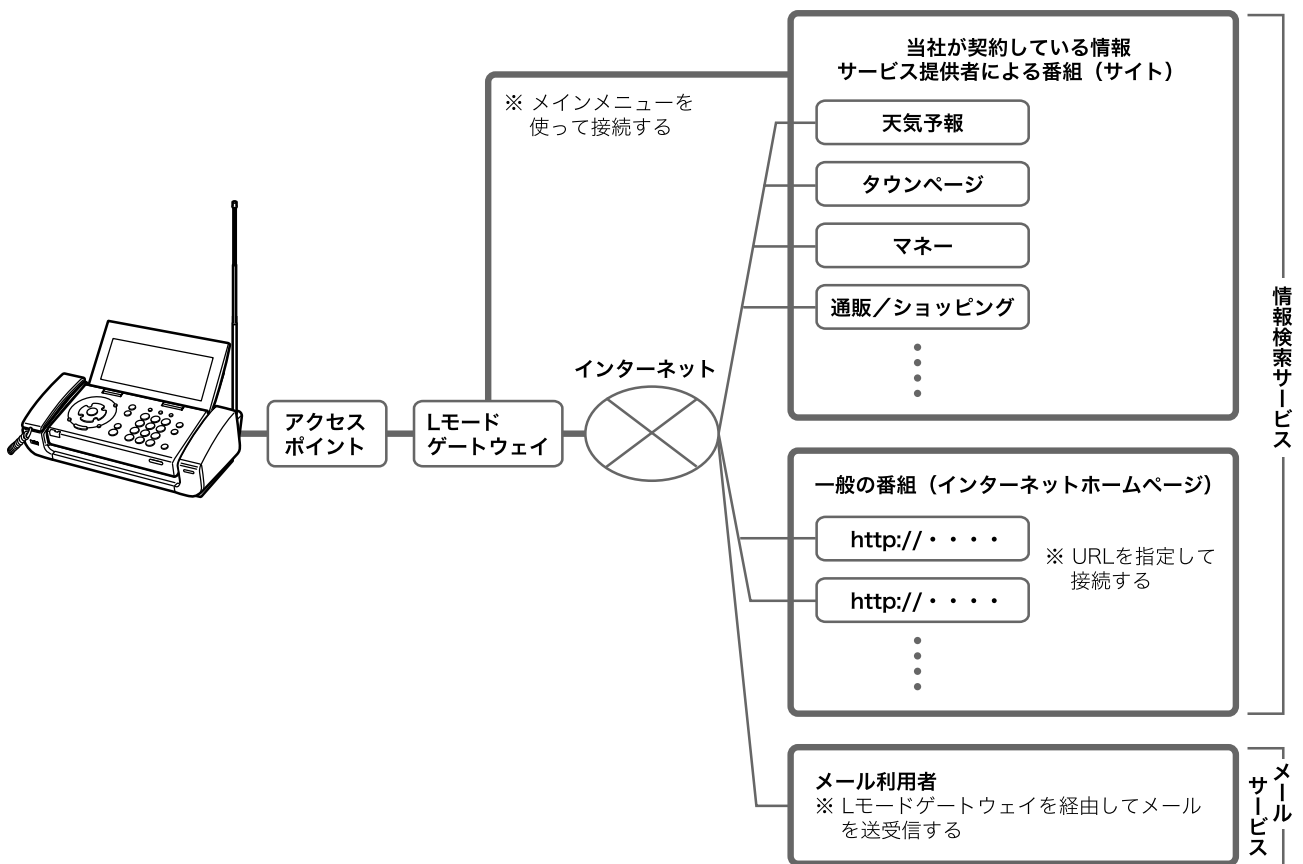 当社が契約している情報
サービス提供者による番組（サイト）
※ メインメニューを
使って接続する
天気予報
タウンページ
マネー
通販／ショッピング
インターネット
アクセス
ポイント
Lモード
ゲートウェイ
情報検索サービス
一般の番組（インターネットホームページ）
http://・・・・
※ URLを指定して
接続する
http://・・・・
メール利用者
※ Lモードゲートウェイを経由してメール
を送受信する
メール
サービス